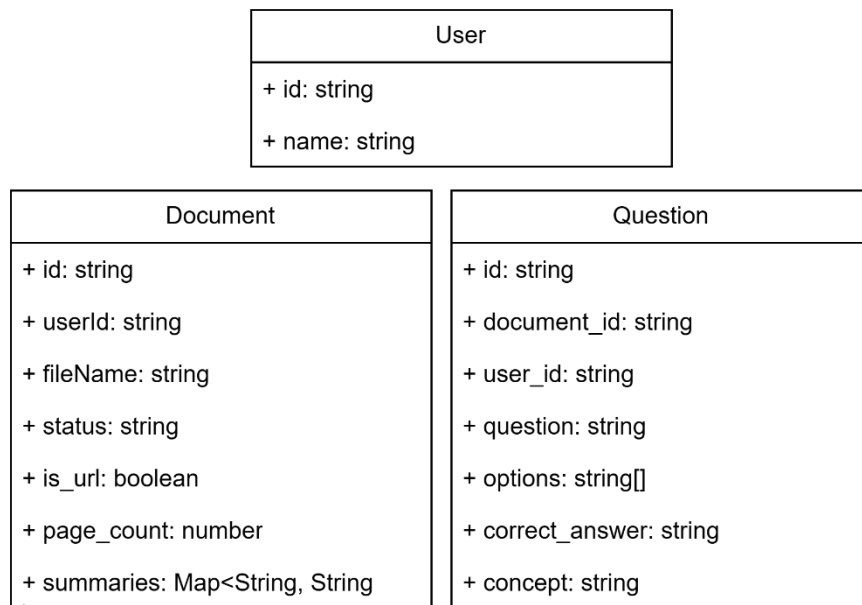 User
+ id: string
+ name: string
Document
+ id: string
+ userId: string
+ fileName: string
+ status: string
+ is_url: boolean
+ page_count: number
+ summaries: Map<String, String
Question
+ id: string
+ document_id: string
+ user_id: string
+ question: string
+ options: string[]
+ correct_answer: string
+ concept: string